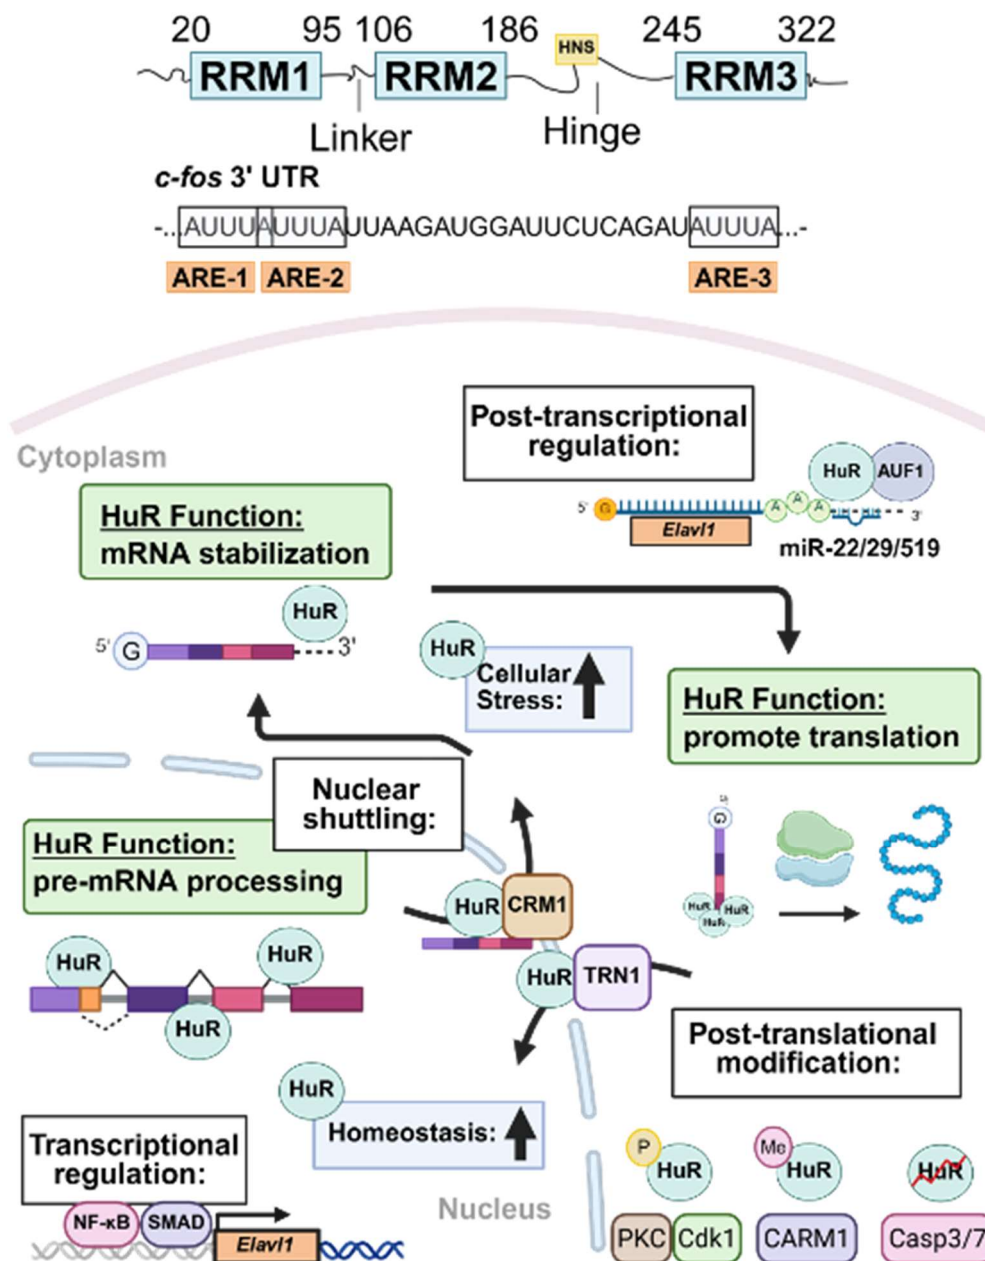 20 95 106 186 245 322
RRM1 RRM2 HNS RRM3
Linker Hinge
c-fos 3' UTR
-...AUUUAUUUAUUAAGAUGGAUUCUCAGAUAUUUA...-
ARE-1 ARE-2 ARE-3
Cytoplasm
Post-transcriptional
regulation:
HuR AUF1
5' G A A A 3'
Elavl1
miR-22/29/519
HuR Function:
mRNA stabilization
HuR
5' G 3'
HuR
Cellular
Stress:
HuR Function:
promote translation
5'
G
HuR HuR
HuR
Nuclear
shuttling:
HuR Function:
pre-mRNA processing
HuR HuR
HuR
HuR CRM1
HuR TRN1
HuR
Homeostasis:
Post-translational
modification:
P HuR
Me HuR
HuR
PKC Cdk1 CARM1 Casp3/7
Transcriptional
regulation:
NF-κB SMAD
Elavl1
Nucleus